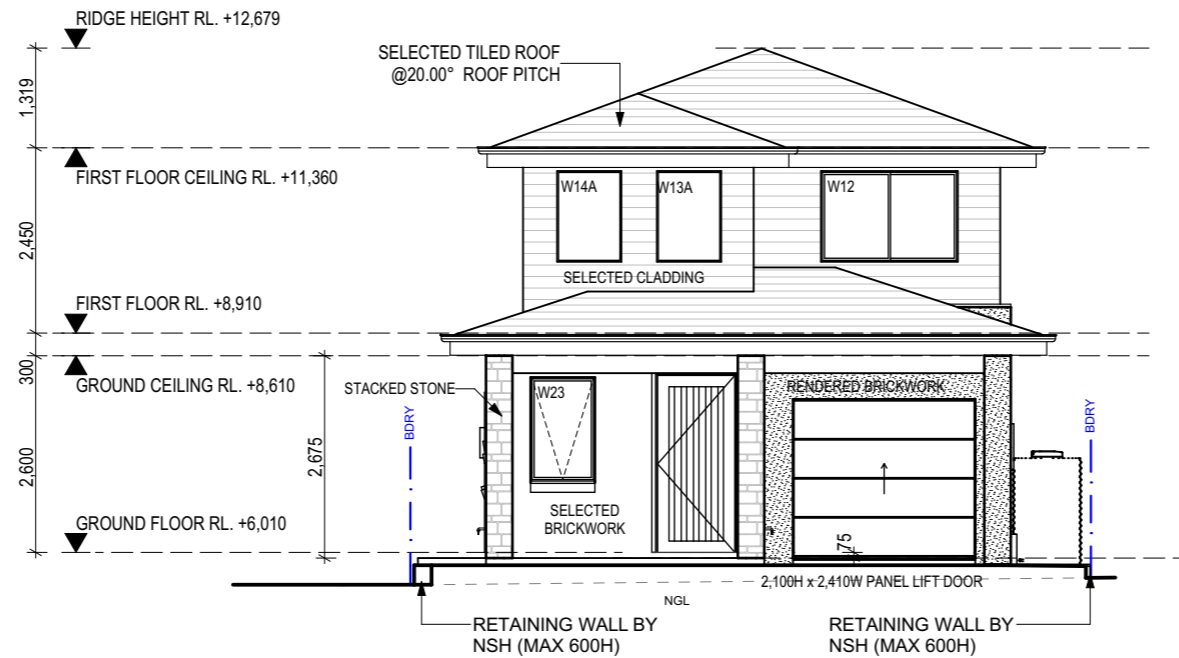 RIDGE HEIGHT RL. +12,679
SELECTED TILED ROOF
@20.00° ROOF PITCH
1,319
FIRST FLOOR CEILING RL. +11,360
W14A
W13A
W12
2,450
SELECTED CLADDING
FIRST FLOOR RL. +8,910
300
GROUND CEILING RL. +8,610
STACKED STONE
W23
RENDERED BRICKWORK
BDRY
BDRY
2,675
2,600
SELECTED
BRICKWORK
GROUND FLOOR RL. +6,010
75
2,100H x 2,410W PANEL LIFT DOOR
NGL
RETAINING WALL BY
NSH (MAX 600H)
RETAINING WALL BY
NSH (MAX 600H)